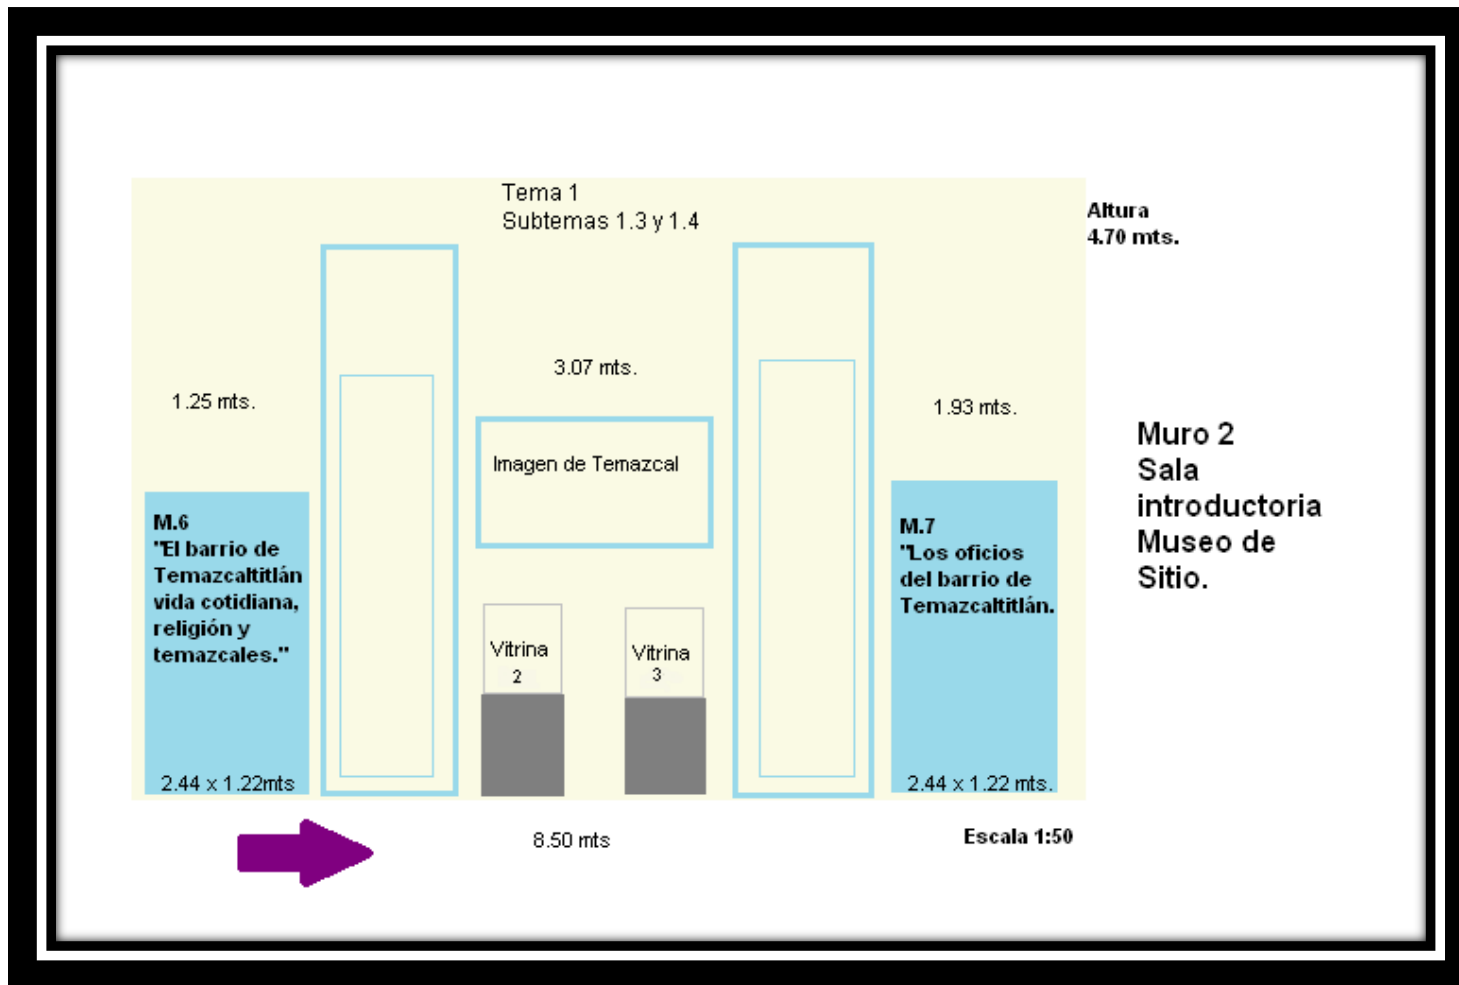 Tema 1
Subtemas 1.3 y 1.4
Altura
4.70 mts.
3.07 mts.
1.25 mts.
1.93 mts.
Imagen de Temazcal
M.6
"El barrio de
Temazcaltitlán
vida cotidiana,
religión y
temazcales."
2.44 x 1.22mts
Vitrina
2
Vitrina
3
M.7
"Los oficios
del barrio de
Temazcaltitlán.
2.44 x 1.22 mts.
Muro 2
Sala
introductoria
Museo de
Sitio.
8.50 mts
Escala 1:50